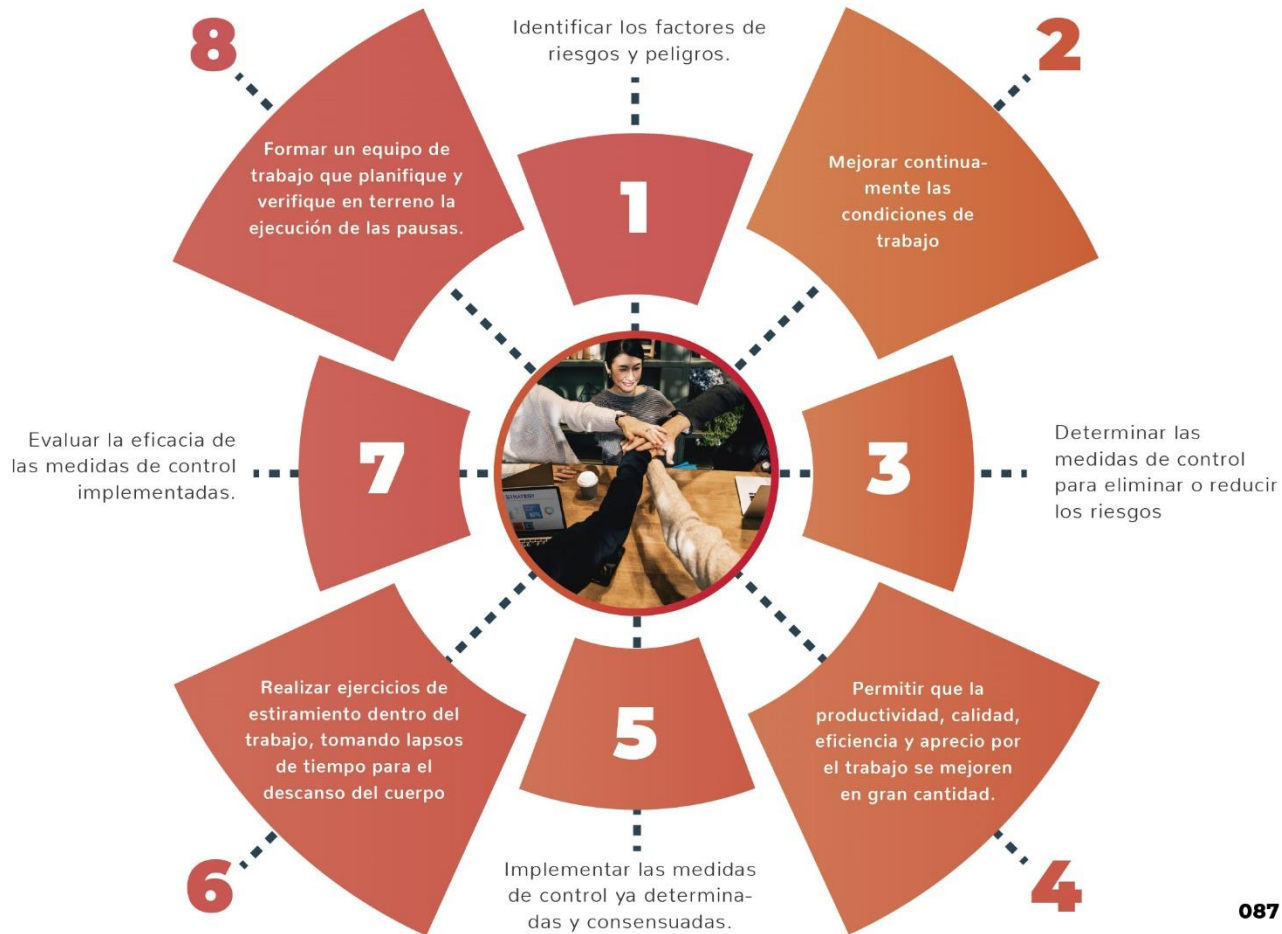 1
Identificar los factores de
riesgos y peligros.
2
Mejorar continua-
mente las
condiciones de
trabajo
3
Determinar las
medidas de control
para eliminar o reducir
los riesgos
4
Permitir que la
productividad, calidad,
eficiencia y aprecio por
el trabajo se mejoren
en gran cantidad.
5
Implementar las medidas
de control ya determina-
das y consensuadas.
6
Realizar ejercicios de
estiramiento dentro del
trabajo, tomando lapsos
de tiempo para el
descanso del cuerpo
7
Evaluar la eficacia de
las medidas de control
implementadas.
8
Formar un equipo de
trabajo que planifique y
verifique en terreno la
ejecución de las pausas.
STRATEGY
087